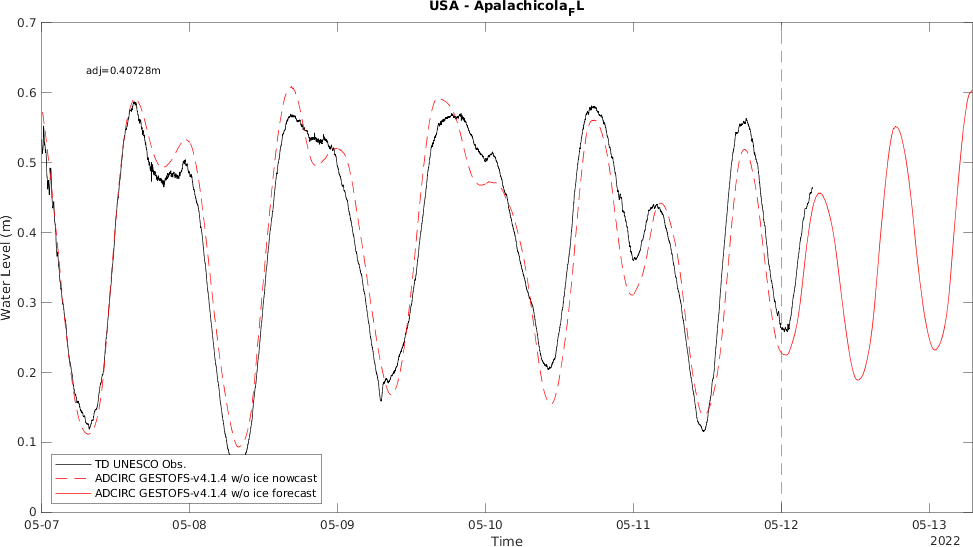 USA - ApalachicolaFL
adj=0.40728m
Water Level (m)
0.7
0.6
0.5
0.4
0.3
0.2
0.1
0
TD UNESCO Obs.
ADCIRC GESTOFS-v4.1.4 w/o ice nowcast
ADCIRC GESTOFS-v4.1.4 w/o ice forecast
05-07 05-08 05-09 05-10 05-11 05-12 05-13
Time
2022